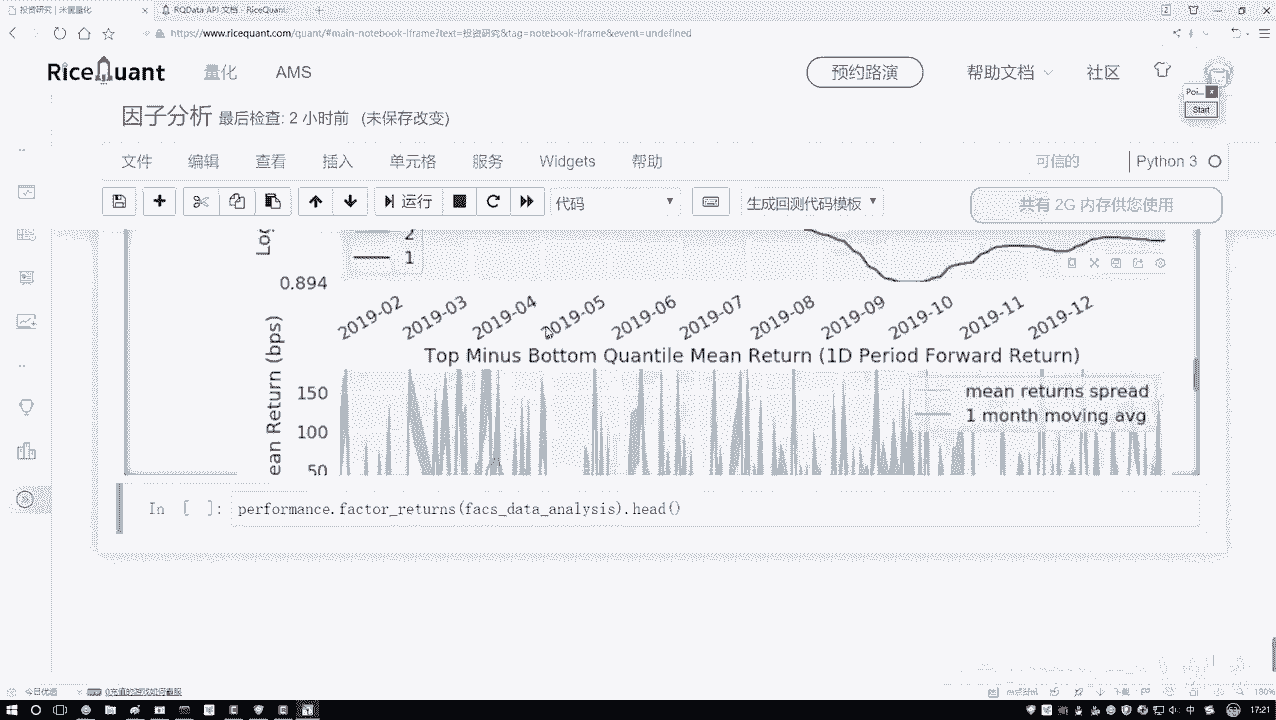 投资研究 | 米筐量化
RQData API 文档 - RiceQuant
https://www.ricequant.com/quant/#main-notebook-iframe?text=投资研究&tag=notebook-iframe&event=undefined
RiceQuant 量化 AMS 预约路演 帮助文档 社区
Poi...
Start
因子分析 最后检查: 2 小时前 (未保存改变)
文件 编辑 查看 插入 单元格 服务 Widgets 帮助 可信的 Python 3
运行 代码 生成回测代码模板 共有 2G 内存供您使用
2
1
0.894
2019-02 2019-03 2019-04 2019-05 2019-06 2019-07 2019-08 2019-09 2019-10 2019-11 2019-12
Top Minus Bottom Quantile Mean Return (1D Period Forward Return)
ean Return (bps)
150
100
50
mean returns spread
1 month moving avg
In [ ]: performance.factor_returns(facs_data_analysis).head()
今日优选
180%
中
17:21